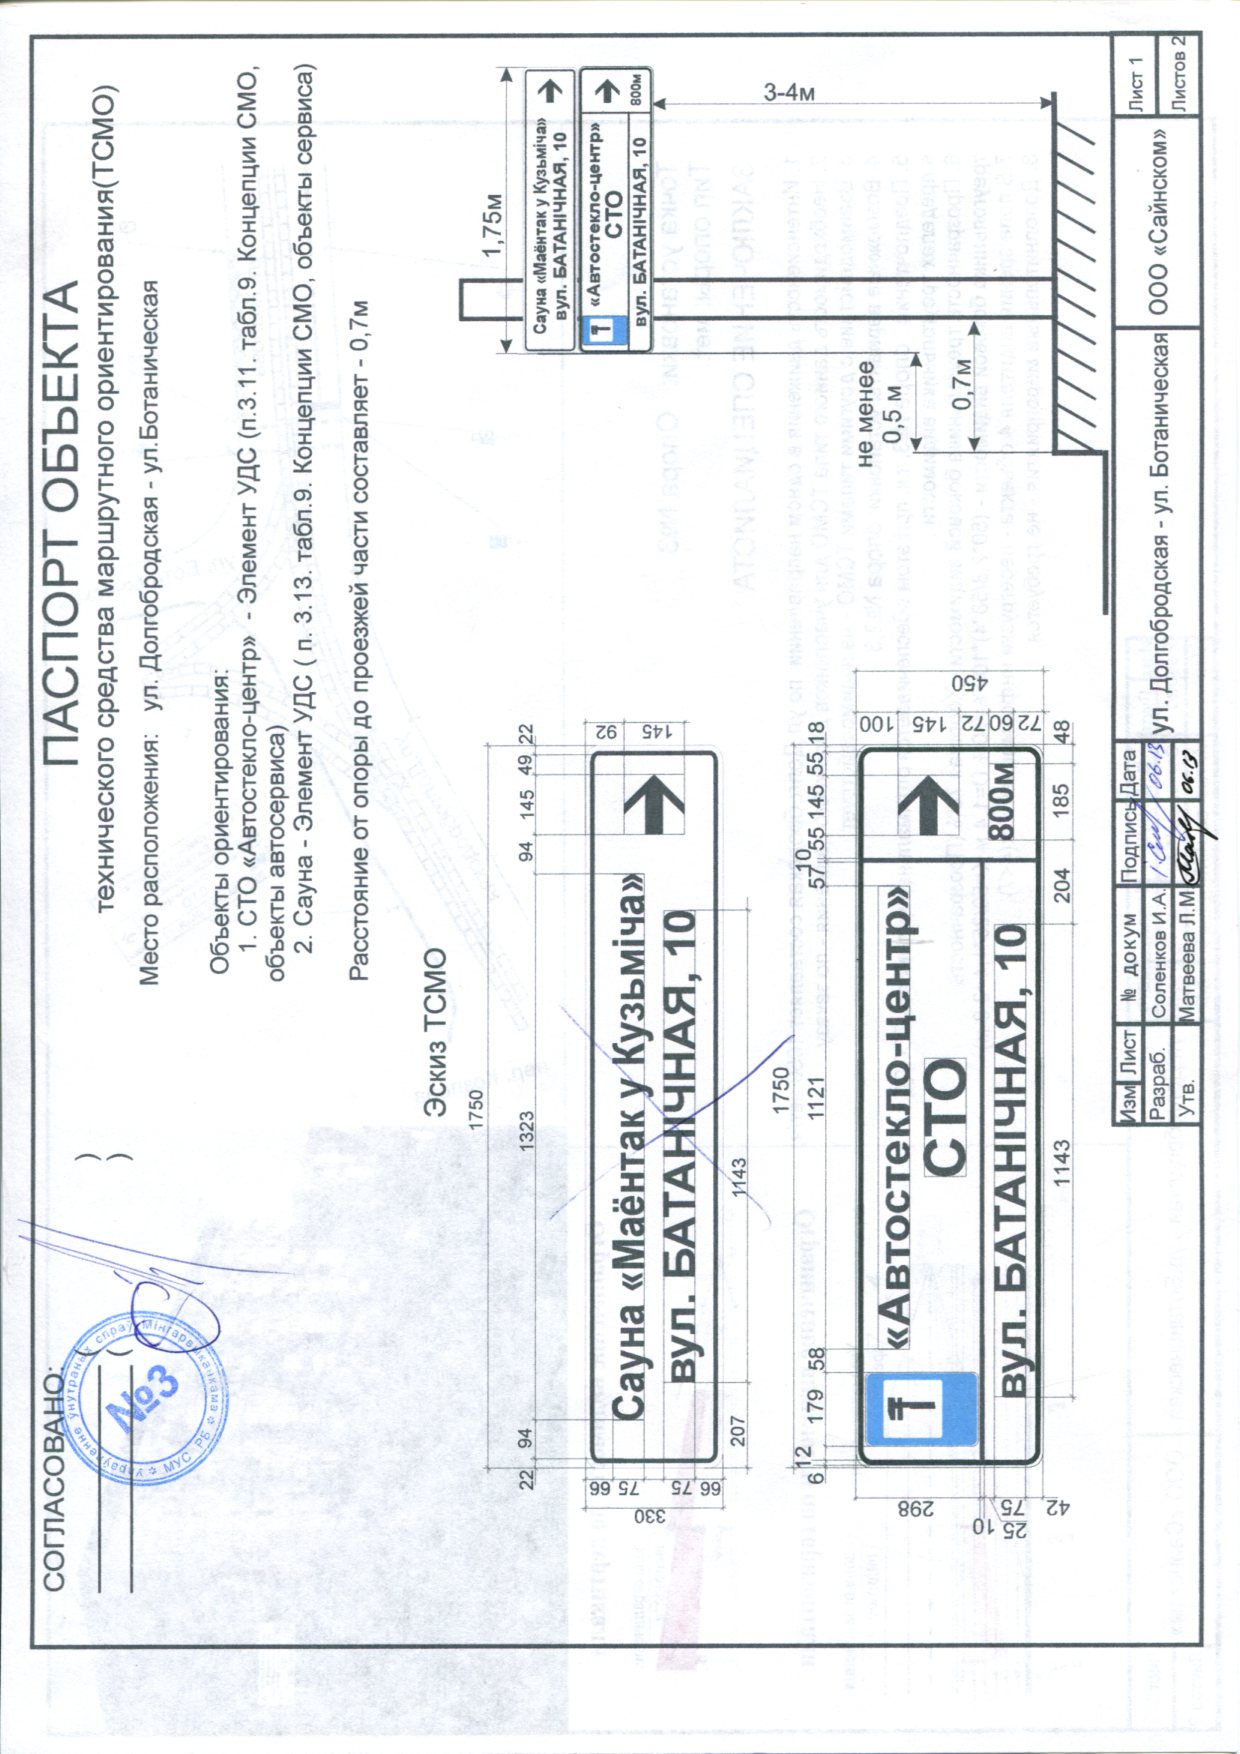 СОГЛАСОВАНО:
( )
( )
упраўленне ўнутраных спраў Мінгарвыканкама * МУС РБ *
№3
ПАСПОРТ ОБЪЕКТА
технического средства маршрутного ориентирования(ТСМО)
Место расположения: ул. Долгобродская - ул.Ботаническая
Объекты ориентирования:
1. СТО «Автостекло-центр» - Элемент УДС (п.3.11. табл.9. Концепции СМО,
объекты автосервиса)
2. Сауна - Элемент УДС ( п. 3.13. табл.9. Концепции СМО, объекты сервиса)
Расстояние от опоры до проезжей части составляет - 0,7м
Эскиз ТСМО
1750
22 94 1323 94 145 49 22
Сауна «Маёнтак у Кузьміча»
вул. БАТАНІЧНАЯ, 10
92
145
66
75
75
66
330
207 1143
1750
6 12 179 58 1121 57 10 55 145 55 18
«Автостекло-центр»
СТО
вул. БАТАНІЧНАЯ, 10
800м
100
145
72
60
72
450
298
10
25
75
42
1143 204 185 48
1,75м
Сауна «Маёнтак у Кузьміча»
вул. БАТАНІЧНАЯ, 10
«Автостекло-центр»
СТО
вул. БАТАНІЧНАЯ, 10
800м
3-4м
не менее
0,5 м
0,7м
Изм Лист № докум Подпись Дата
Разраб. Соленков И.А. 06.13
Утв. Матвеева Л.М 06.13
ул. Долгобродская - ул. Ботаническая
ООО «Сайнском»
Лист 1
Листов 2